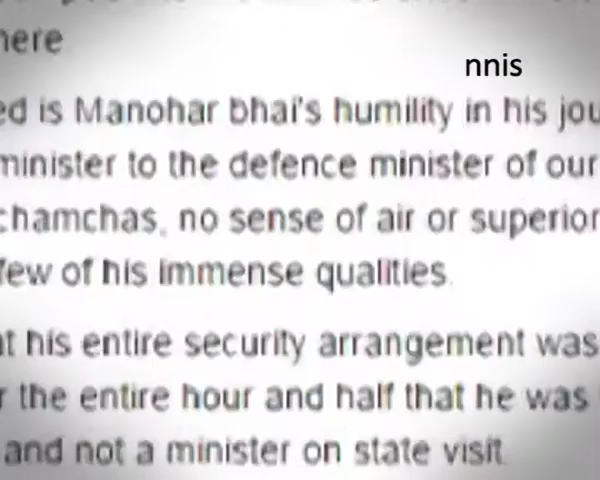 here
nnis
ed is Manohar bhai's humility in his jou
minister to the defence minister of our
chamchas, no sense of air or superior
few of his immense qualities.
at his entire security arrangement was
r the entire hour and half that he was
and not a minister on state visit.